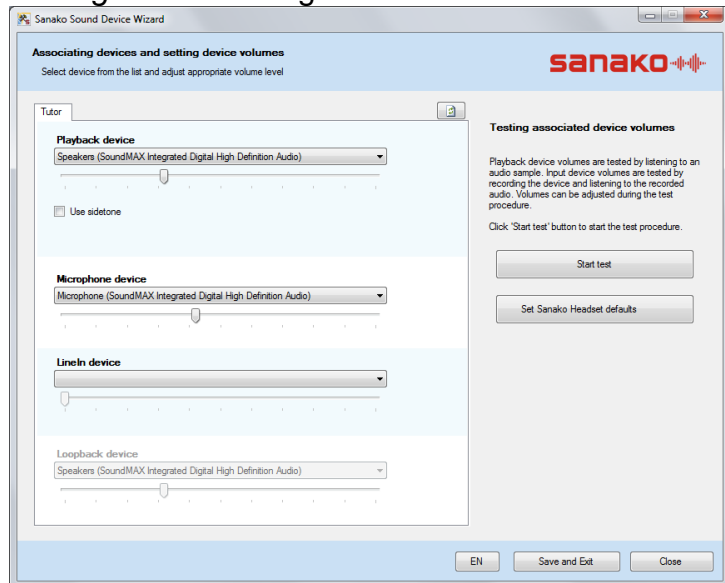 Sanako Sound Device Wizard
Associating devices and setting device volumes
Select device from the list and adjust appropriate volume level
sanako
Tutor
Playback device
Speakers (SoundMAX Integrated Digital High Definition Audio)
Use sidetone
Microphone device
Microphone (SoundMAX Integrated Digital High Definition Audio)
LineIn device
Loopback device
Speakers (SoundMAX Integrated Digital High Definition Audio)
Testing associated device volumes
Playback device volumes are tested by listening to an
audio sample. Input device volumes are tested by
recording the device and listening to the recorded
audio. Volumes can be adjusted during the test
procedure.
Click 'Start test' button to start the test procedure.
Start test
Set Sanako Headset defaults
EN
Save and Exit
Close